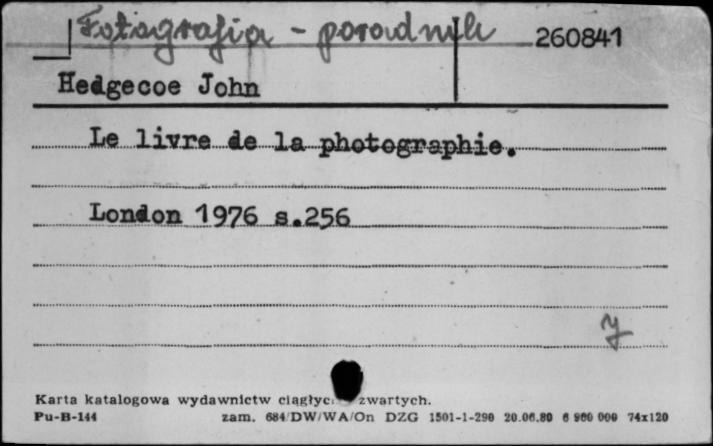 Fotografia - poradnik 260841
Hedgecoe John
Le livre de la photographie.
London 1976 s.256
y
Karta katalogowa wydawnictw ciągłyc zwartych.
Pu-B-144 zam. 684/DW/WA/On DZG 1501-1-290 20.06.80 6 900 000 74x120